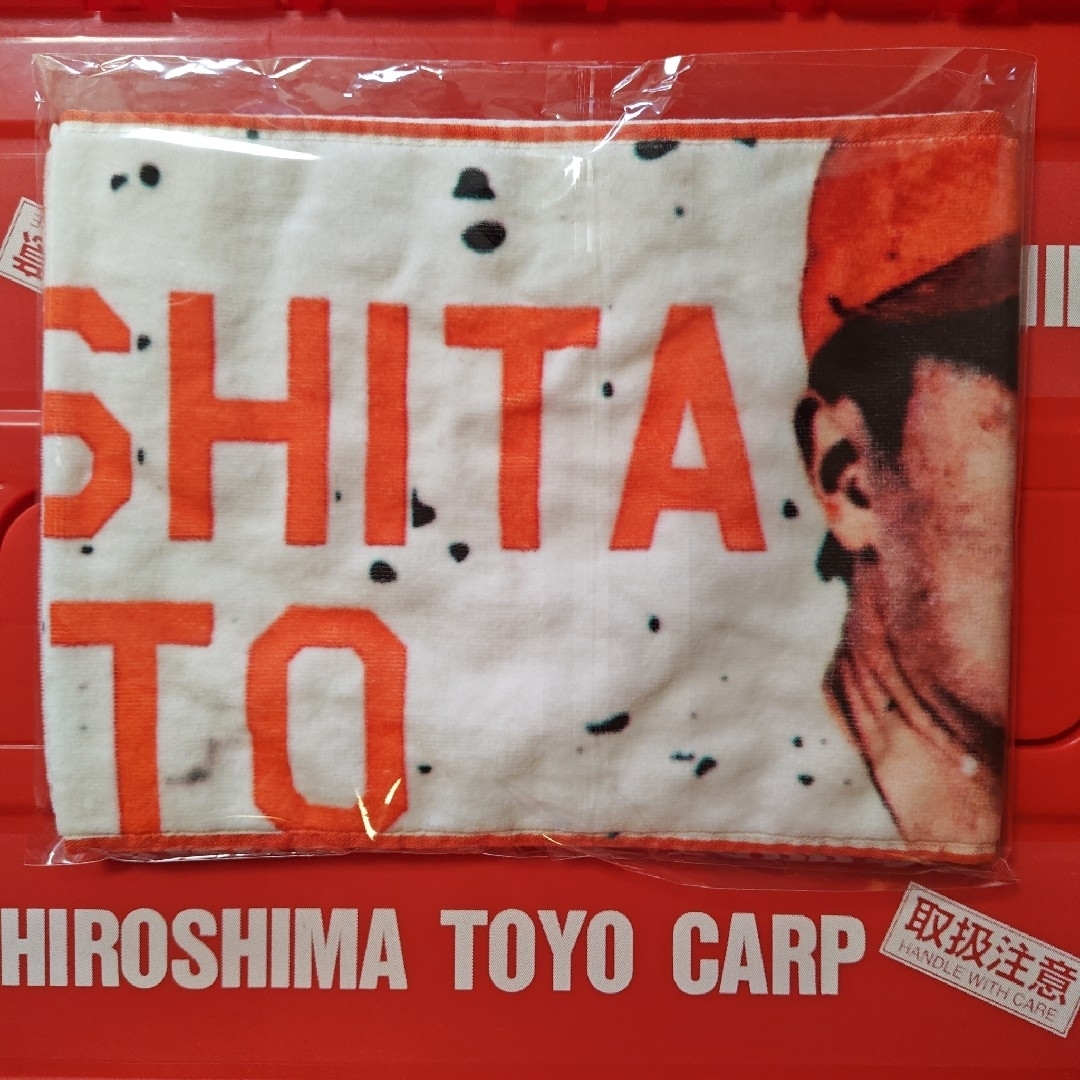 SHITA
TO
HIROSHIMA TOYO CARP
取扱注意
HANDLE WITH CARE